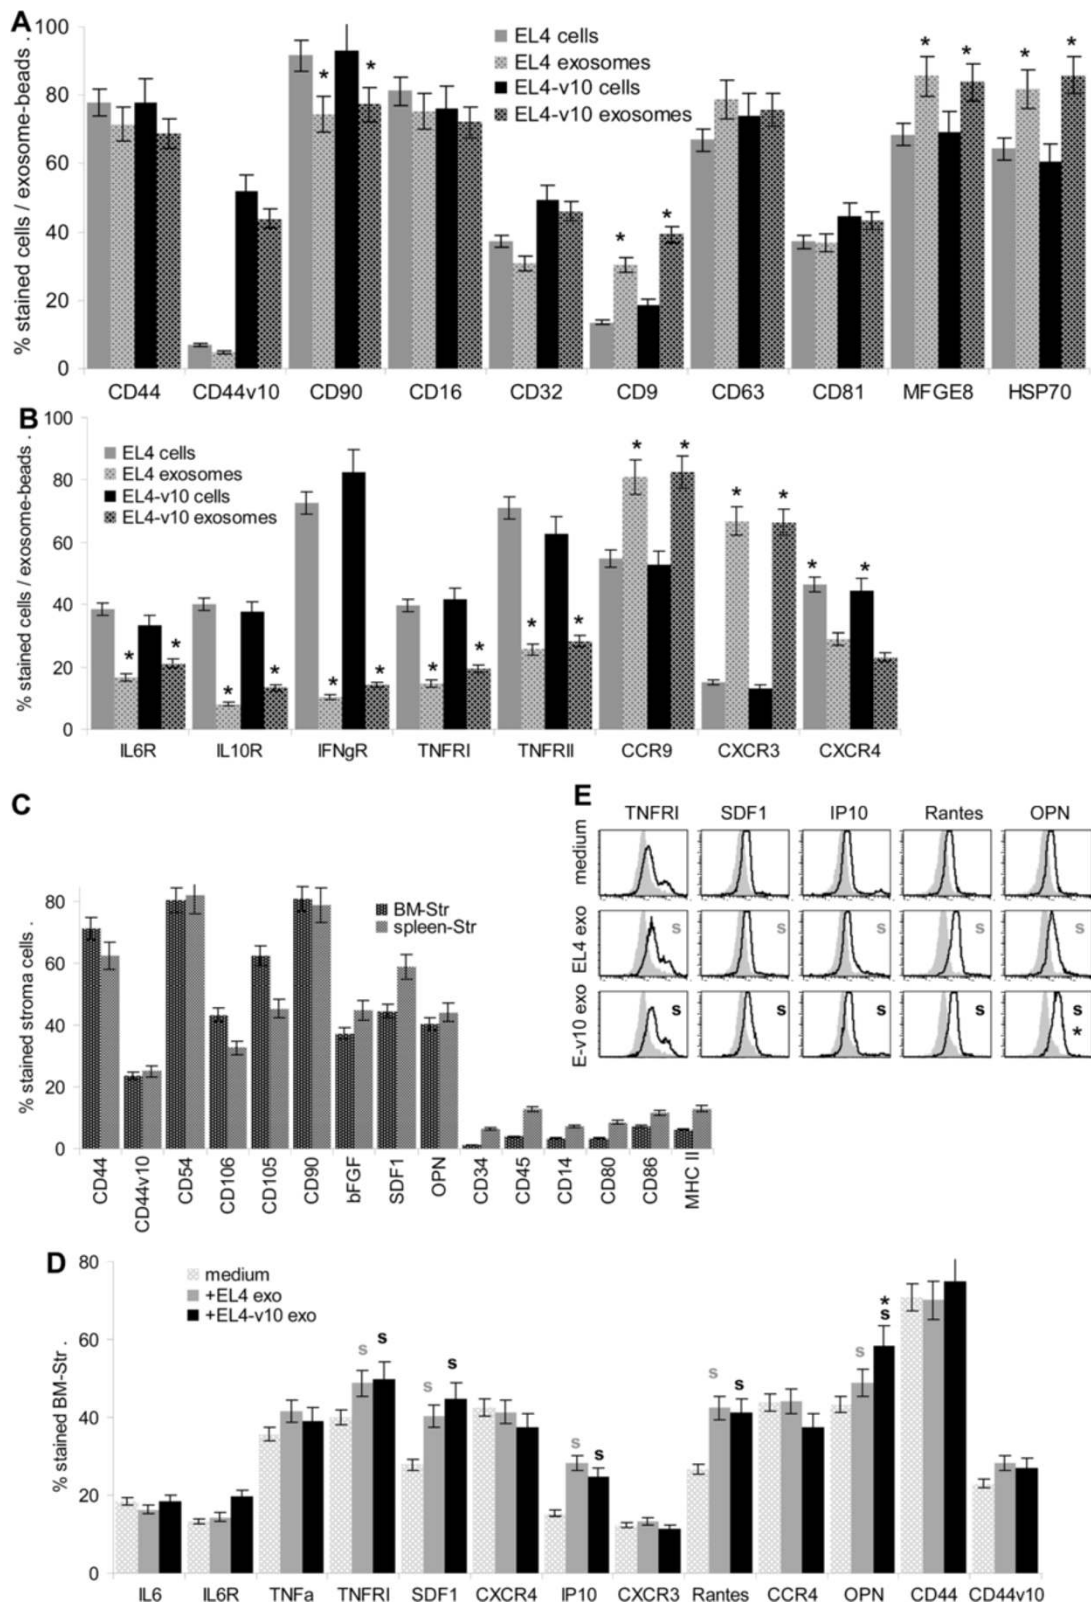 A
% stained cells / exosome-beads .
100
80
60
40
20
0
EL4 cells
EL4 exosomes
EL4-v10 cells
EL4-v10 exosomes
* * * * * * * *
CD44 CD44v10 CD90 CD16 CD32 CD9 CD63 CD81 MFGE8 HSP70
B
% stained cells / exosome-beads .
100
80
60
40
20
0
EL4 cells
EL4 exosomes
EL4-v10 cells
EL4-v10 exosomes
* * * * * * * * * * * * * * * *
IL6R IL10R IFNgR TNFRI TNFRII CCR9 CXCR3 CXCR4
C
% stained stroma cells .
80
60
40
20
0
BM-Str
spleen-Str
CD44
CD44v10
CD54
CD106
CD105
CD90
bFGF
SDF1
OPN
CD34
CD45
CD14
CD80
CD86
MHC II
E
TNFRI SDF1 IP10 Rantes OPN
medium
EL4 exo
s s s s s
E-v10 exo
s s s s s
*
D
% stained BM-Str .
80
60
40
20
0
medium
+EL4 exo
+EL4-v10 exo
s s s s s s s s s *
s
IL6 IL6R TNFa TNFRI SDF1 CXCR4 IP10 CXCR3 Rantes CCR4 OPN CD44 CD44v10